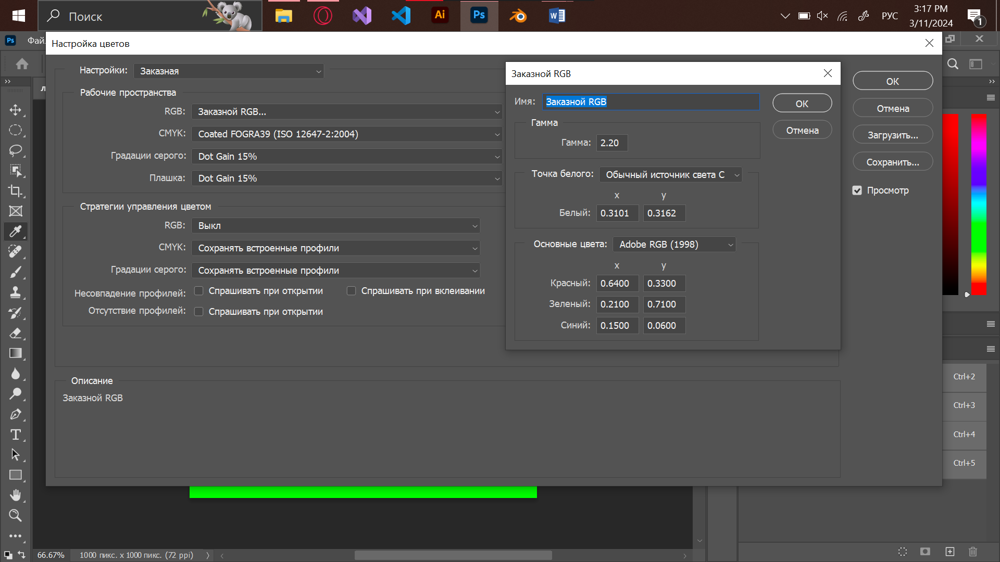 Поиск
Ps
Ai
Ps
W
РУС
3:17 PM
3/11/2024
1
Ps
Фай
Настройка цветов
Настройки: Заказная
Рабочие пространства
RGB: Заказной RGB...
CMYK: Coated FOGRA39 (ISO 12647-2:2004)
Градации серого: Dot Gain 15%
Плашка: Dot Gain 15%
Стратегии управления цветом
RGB: Выкл
CMYK: Сохранять встроенные профили
Градации серого: Сохранять встроенные профили
Несовпадение профилей: Спрашивать при открытии Спрашивать при вклеивании
Отсутствие профилей: Спрашивать при открытии
Описание
Заказной RGB
Заказной RGB
Имя: Заказной RGB
Гамма
Гамма: 2.20
Точка белого: Обычный источник света C
x y
Белый: 0.3101 0.3162
Основные цвета: Adobe RGB (1998)
x y
Красный: 0.6400 0.3300
Зеленый: 0.2100 0.7100
Синий: 0.1500 0.0600
ОК
Отмена
ОК
Отмена
Загрузить...
Сохранить...
Просмотр
Ctrl+2
Ctrl+3
Ctrl+4
Ctrl+5
66.67% 1000 пикс. x 1000 пикс. (72 ppi)